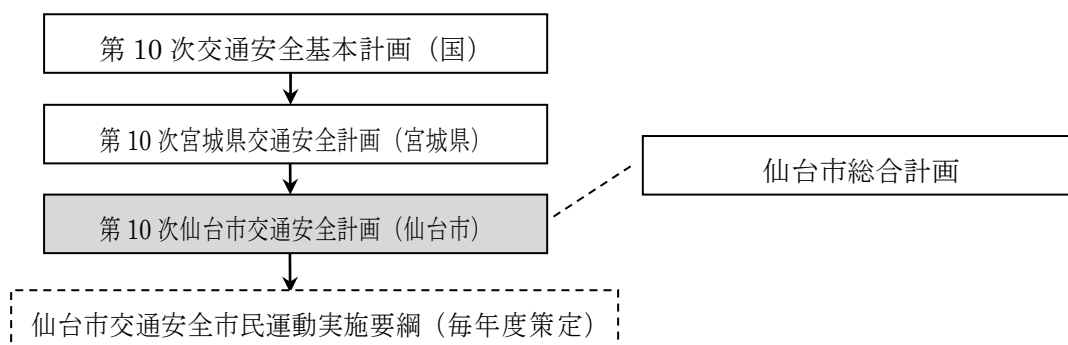 第 10 次交通安全基本計画（国）
第 10 次宮城県交通安全計画（宮城県）
仙台市総合計画
第 10 次仙台市交通安全計画（仙台市）
仙台市交通安全市民運動実施要綱（毎年度策定）